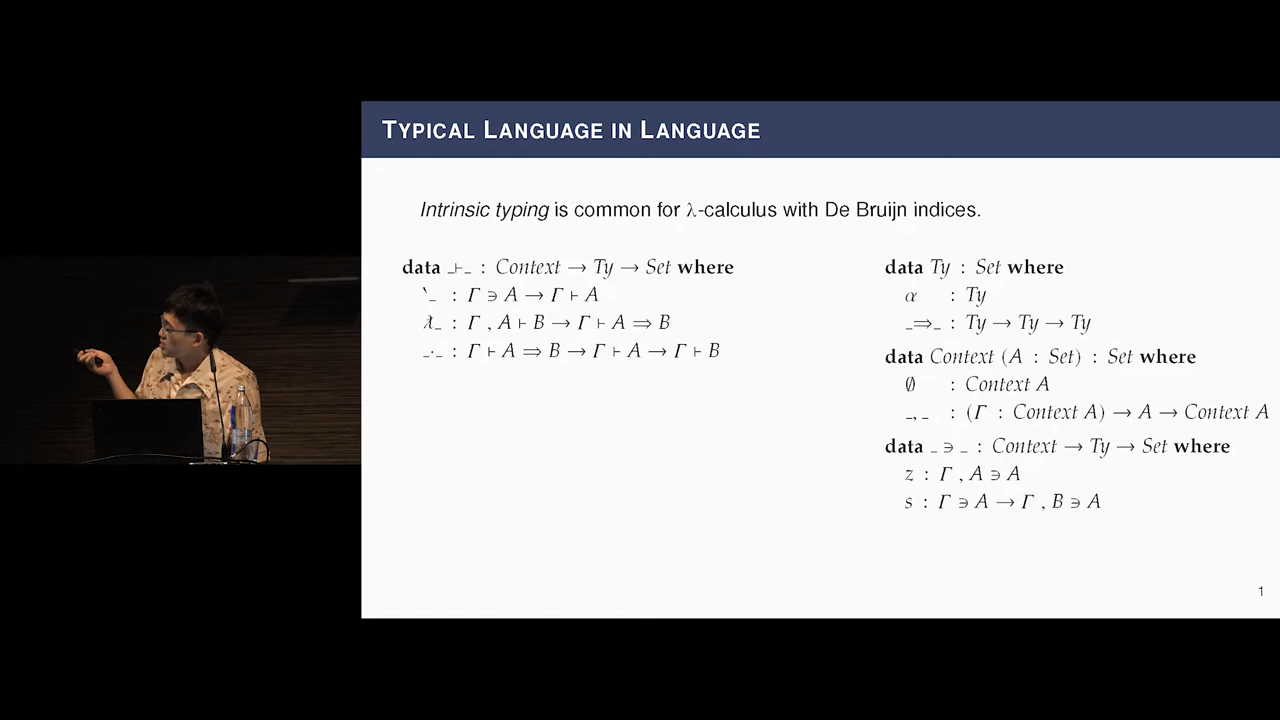 TYPICAL LANGUAGE IN LANGUAGE
Intrinsic typing is common for λ-calculus with De Bruijn indices.
data _⊢_ : Context → Ty → Set where
`_ : Γ ∋ A → Γ ⊢ A
ƛ_ : Γ , A ⊢ B → Γ ⊢ A ⇒ B
_·_ : Γ ⊢ A ⇒ B → Γ ⊢ A → Γ ⊢ B
data Ty : Set where
α : Ty
_⇒_ : Ty → Ty → Ty
data Context (A : Set) : Set where
∅ : Context A
_,_ : (Γ : Context A) → A → Context A
data _∋_ : Context → Ty → Set where
z : Γ , A ∋ A
s : Γ ∋ A → Γ , B ∋ A
1